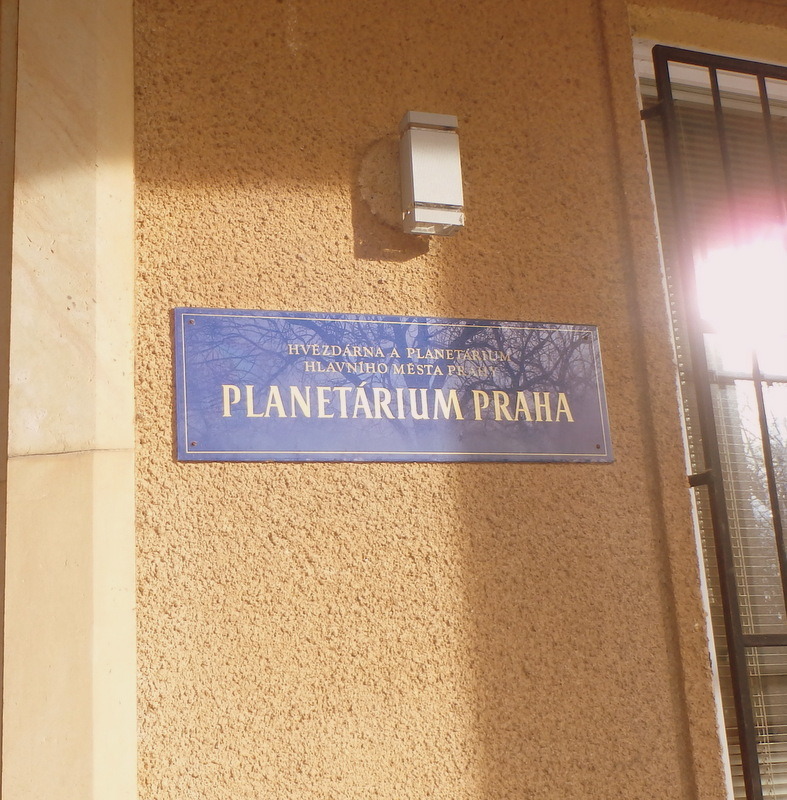 HVĚZDÁRNA A PLANETÁRIUM
HLAVNÍHO MĚSTA PRAHY
PLANETÁRIUM PRAHA